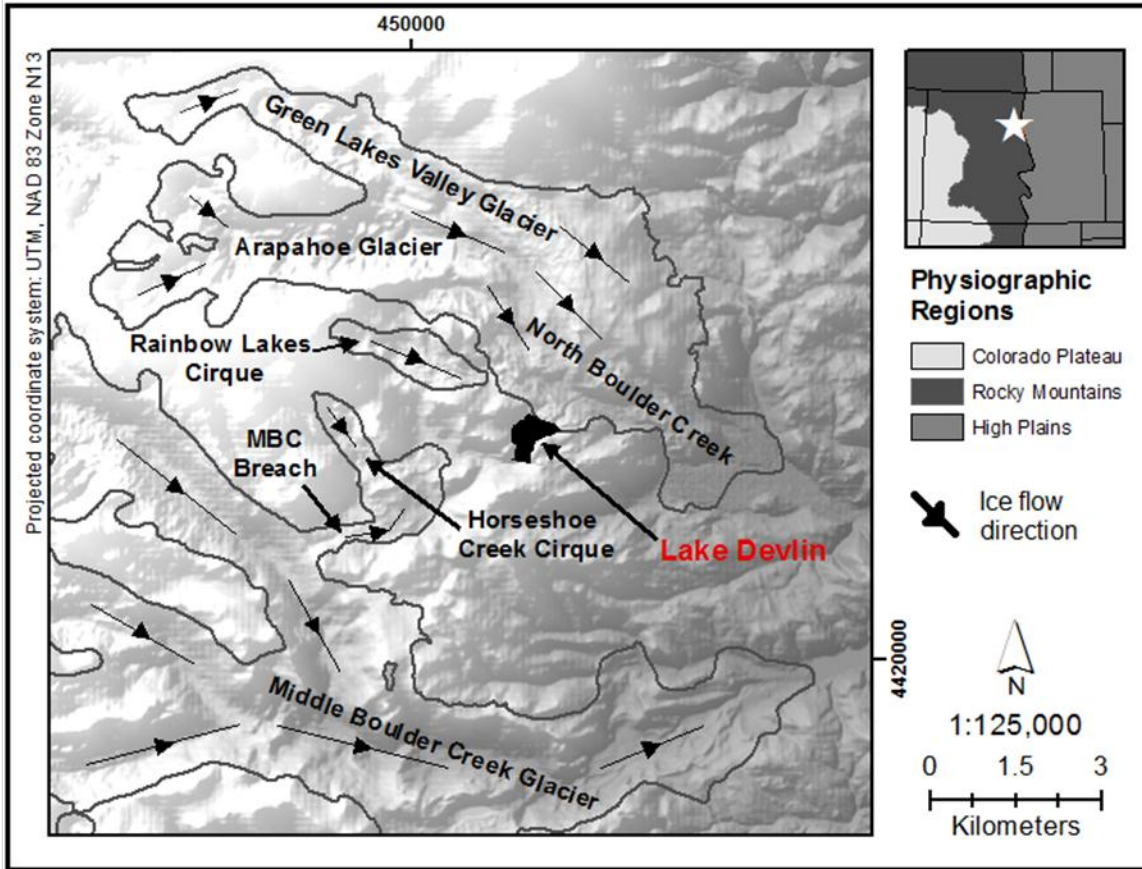 450000
Projected coordinate system: UTM, NAD 83 Zone N13
Green Lakes Valley Glacier
Arapahoe Glacier
Rainbow Lakes
Cirque
North Boulder Creek
MBC
Breach
Horseshoe
Creek Cirque
Lake Devlin
Middle Boulder Creek Glacier
4420000
Physiographic
Regions
Colorado Plateau
Rocky Mountains
High Plains
Ice flow
direction
N
1:125,000
0 1.5 3
Kilometers